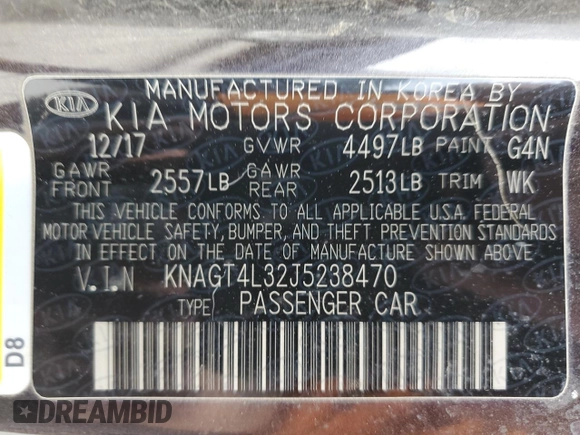 MANUFACTURED IN KOREA BY
KIA KIA MOTORS CORPORATION
12/17 GVWR 4497LB PAINT G4N
GAWR FRONT 2557LB GAWR REAR 2513LB TRIM WK
THIS VEHICLE CONFORMS TO ALL APPLICABLE U.S.A. FEDERAL
MOTOR VEHICLE SAFETY, BUMPER, AND THEFT PREVENTION STANDARDS
IN EFFECT ON THE DATE OF MANUFACTURE SHOWN ABOVE
V.I.N KNAGT4L32J5238470
TYPE: PASSENGER CAR
D8
DREAMBID